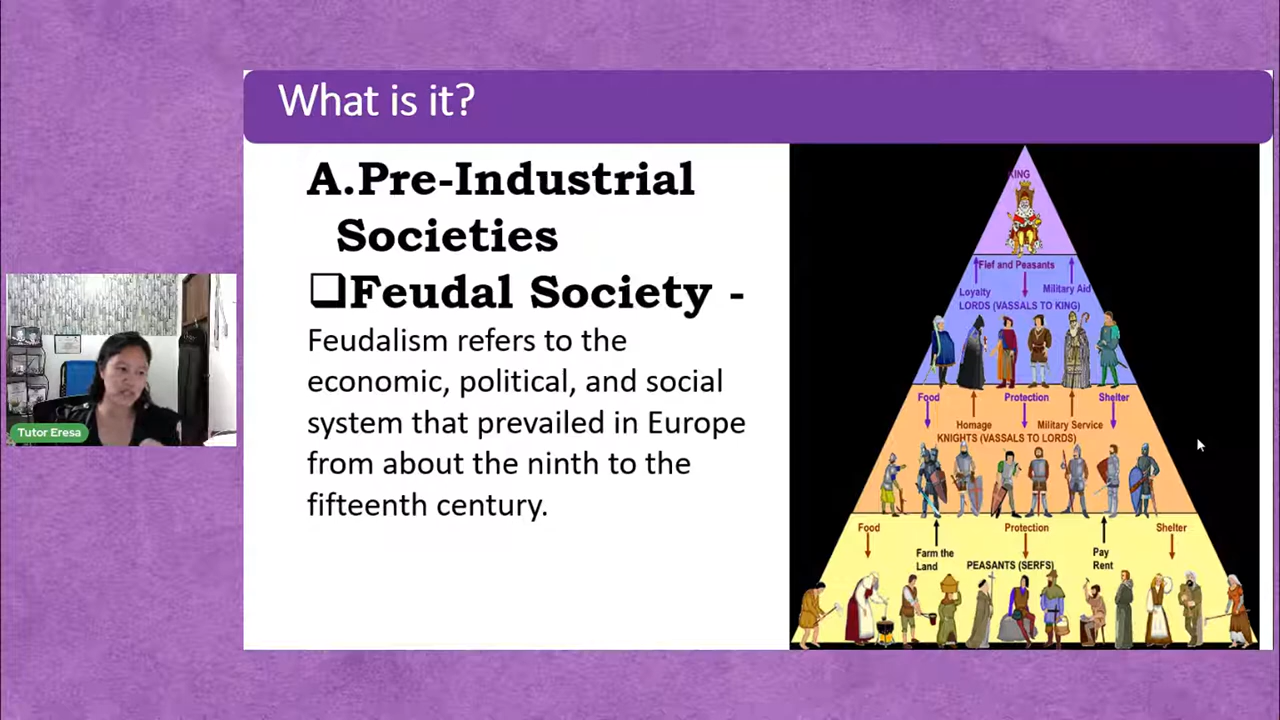 What is it?
A.Pre-Industrial
Societies
❑Feudal Society -
Feudalism refers to the
economic, political, and social
system that prevailed in Europe
from about the ninth to the
fifteenth century.
KING
Fief and Peasants
Loyalty
Military Aid
LORDS (VASSALS TO KING)
Food
Protection
Shelter
Homage
Military Service
KNIGHTS (VASSALS TO LORDS)
Food
Protection
Shelter
Farm the
Land
PEASANTS (SERFS)
Pay
Rent
Tutor Eresa